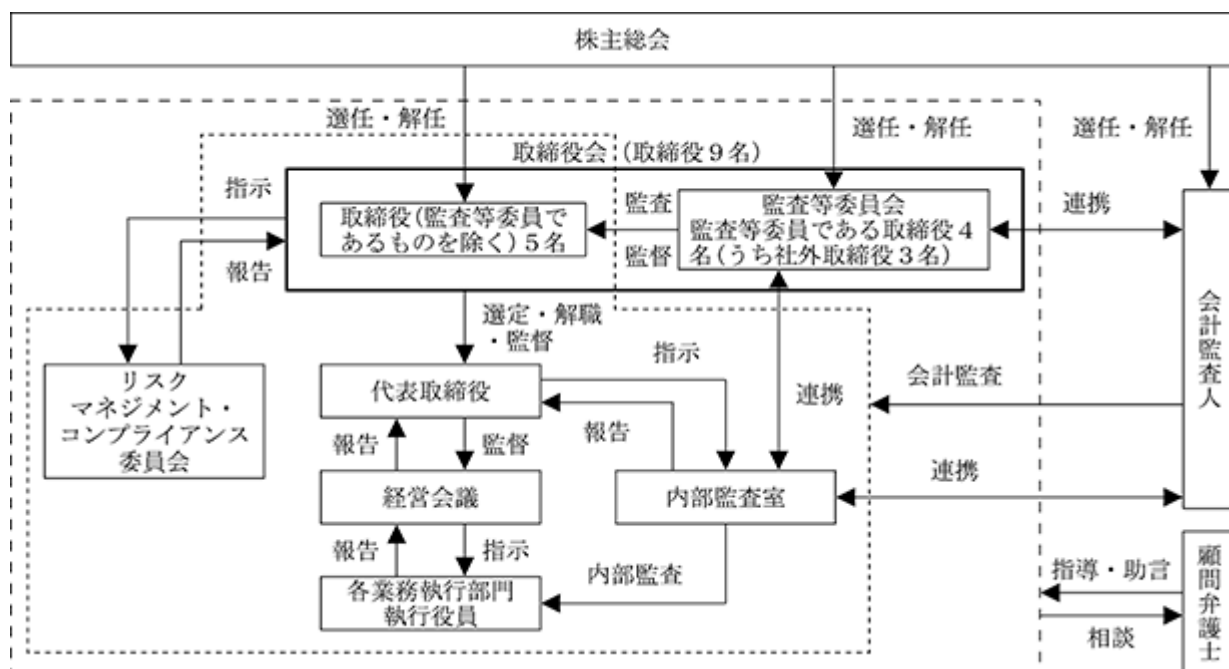 株主総会
選任・解任
選任・解任
選任・解任
取締役会（取締役９名）
指示
報告
取締役（監査等委員で
あるものを除く）５名
監査
監督
監査等委員会
監査等委員である取締役４
名（うち社外取締役３名）
連携
会計監査人
選定・解職
・監督
指示
連携
会計監査
リスク
マネジメント・
コンプライアンス
委員会
代表取締役
報告
監督
報告
連携
経営会議
内部監査室
報告
指示
内部監査
各業務執行部門
執行役員
指導・助言
相談
顧問弁護士